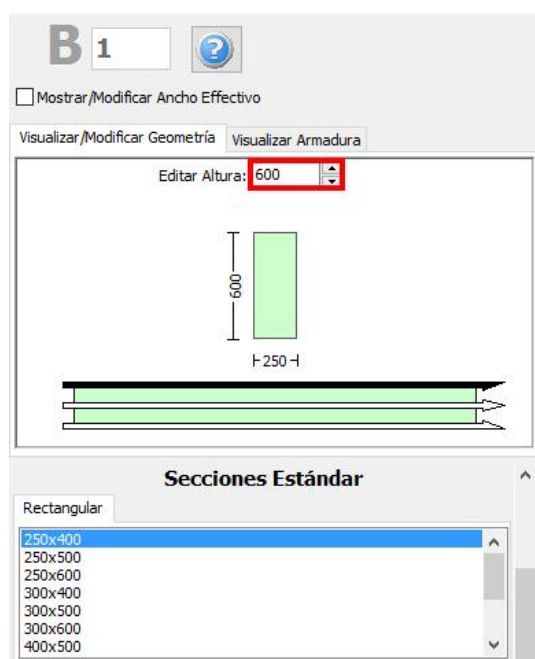 B 1
Mostrar/Modificar Ancho Effectivo
Visualizar/Modificar Geometría Visualizar Armadura
Editar Altura: 600
600
250
Secciones Estándar
Rectangular
250x400
250x500
250x600
300x400
300x500
300x600
400x500